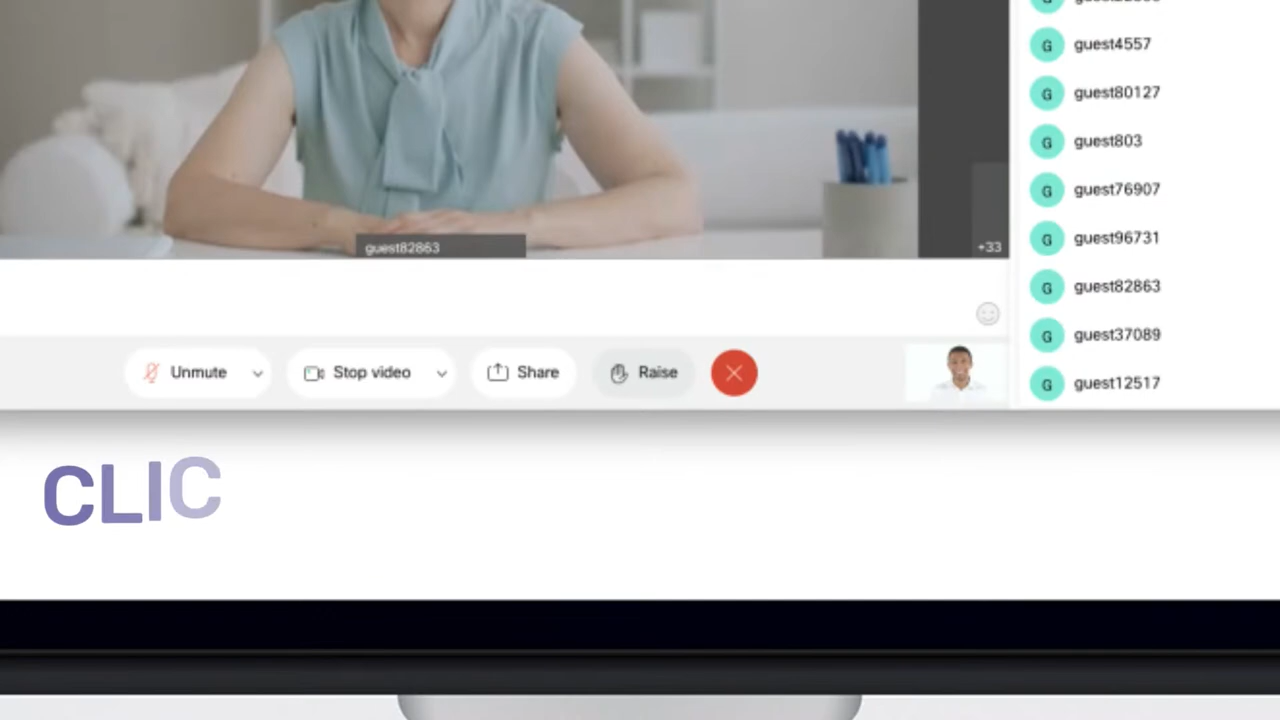 G guest4557
G guest80127
G guest803
G guest76907
G guest96731
G guest82863
G guest37089
G guest12517
guest82863
+33
Unmute
Stop video
Share
Raise
CLIC